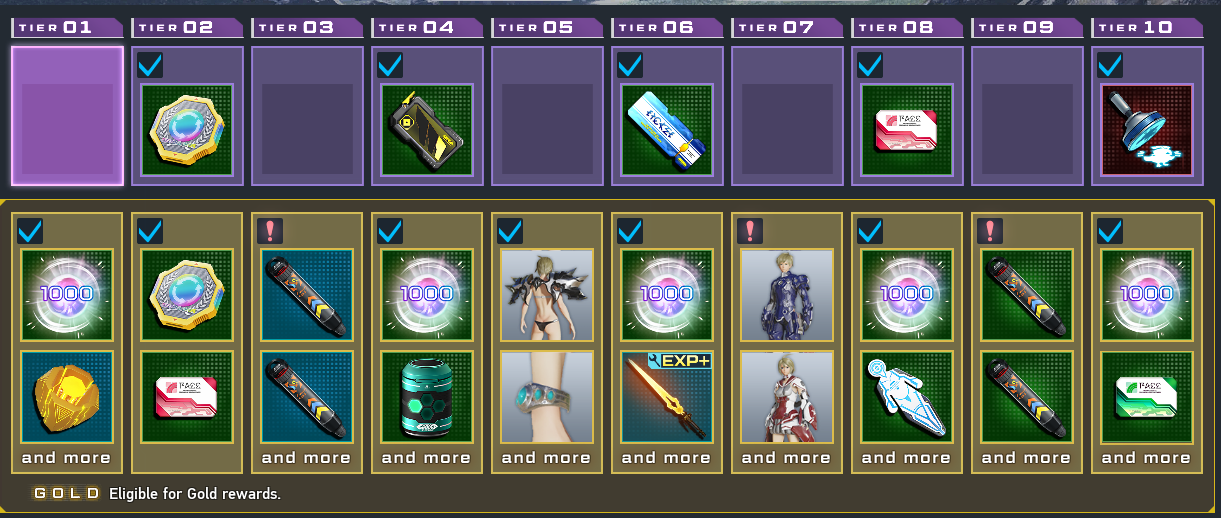 TIER 01
TIER 02
TIER 03
TIER 04
TIER 05
TIER 06
TIER 07
TIER 08
TIER 09
TIER 10
TICKET
1000
1000
1000
1000
1000
EXP+
and more
and more
and more
and more
and more
and more
and more
and more
and more
GOLD Eligible for Gold rewards.